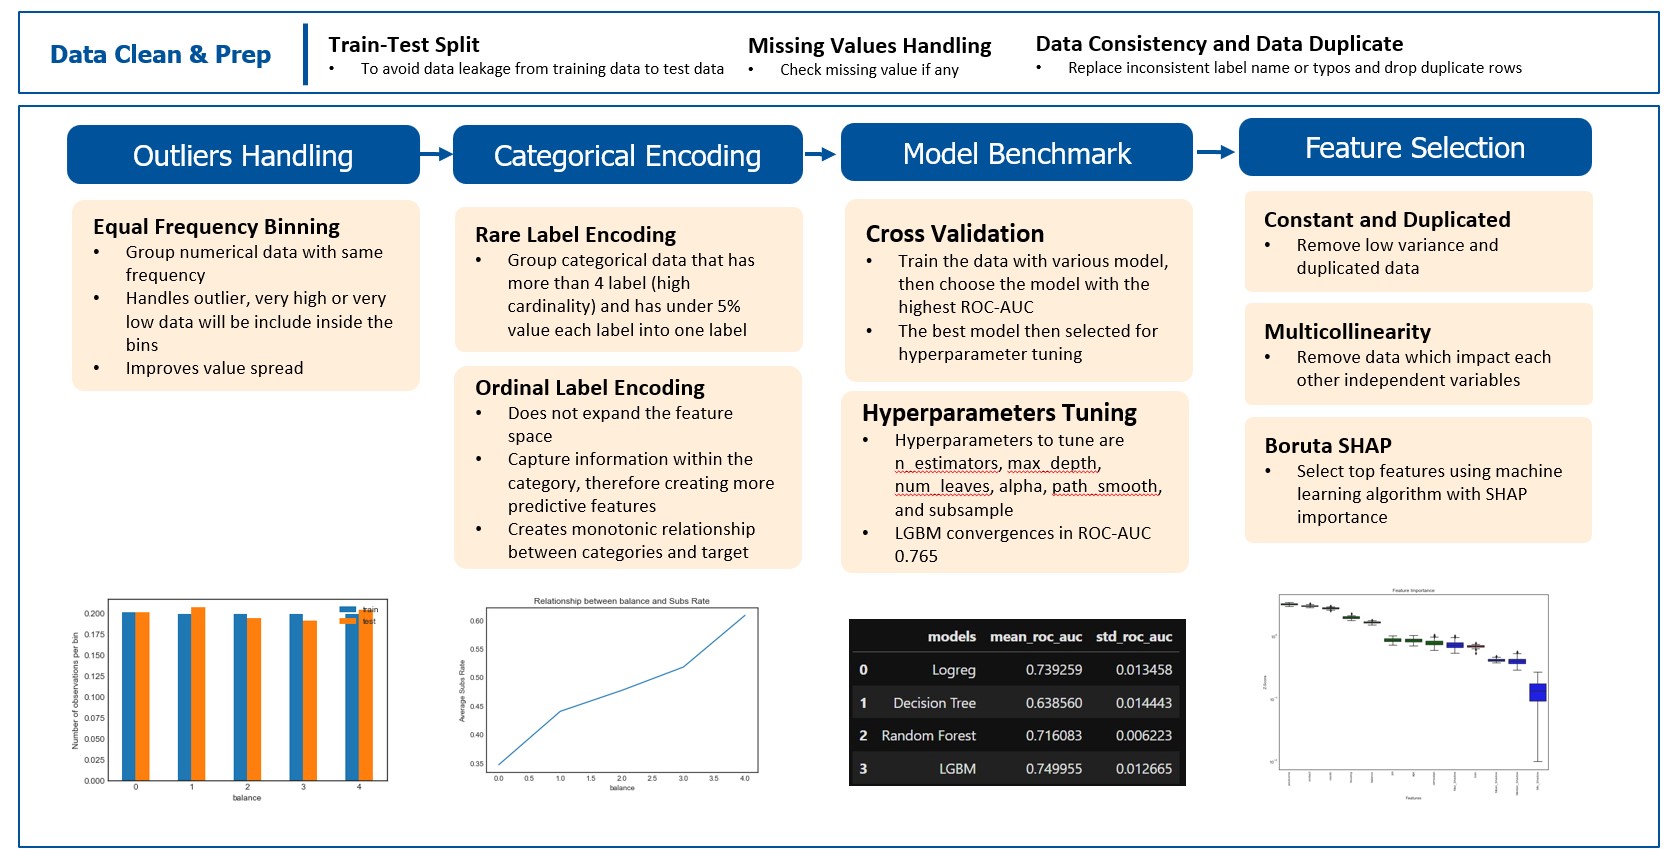 Data Clean & Prep
Train-Test Split
• To avoid data leakage from training data to test data
Missing Values Handling
• Check missing value if any
Data Consistency and Data Duplicate
• Replace inconsistent label name or typos and drop duplicate rows
Outliers Handling
Equal Frequency Binning
• Group numerical data with same
frequency
• Handles outlier, very high or very
low data will be include inside the
bins
• Improves value spread
Categorical Encoding
Rare Label Encoding
• Group categorical data that has
more than 4 label (high
cardinality) and has under 5%
value each label into one label
Ordinal Label Encoding
• Does not expand the feature
space
• Capture information within the
category, therefore creating more
predictive features
• Creates monotonic relationship
between categories and target
Model Benchmark
Cross Validation
• Train the data with various model,
then choose the model with the
highest ROC-AUC
• The best model then selected for
hyperparameter tuning
Hyperparameters Tuning
• Hyperparameters to tune are
n_estimators, max_depth,
num_leaves, alpha, path_smooth,
and subsample
• LGBM convergences in ROC-AUC
0.765
Feature Selection
Constant and Duplicated
• Remove low variance and
duplicated data
Multicollinearity
• Remove data which impact each
other independent variables
Boruta SHAP
• Select top features using machine
learning algorithm with SHAP
importance
Number of observations per bin
0.200
0.175
0.150
0.125
0.100
0.075
0.050
0.025
0.000
train
test
0 1 2 3 4
balance
Relationship between balance and Subs Rate
Average Subs Rate
0.60
0.55
0.50
0.45
0.40
0.35
0.0 0.5 1.0 1.5 2.0 2.5 3.0 3.5 4.0
balance
models mean_roc_auc std_roc_auc
0 Logreg 0.739259 0.013458
1 Decision Tree 0.638560 0.014443
2 Random Forest 0.716083 0.006223
3 LGBM 0.749955 0.012665
Feature Importance
Z-Score
Features